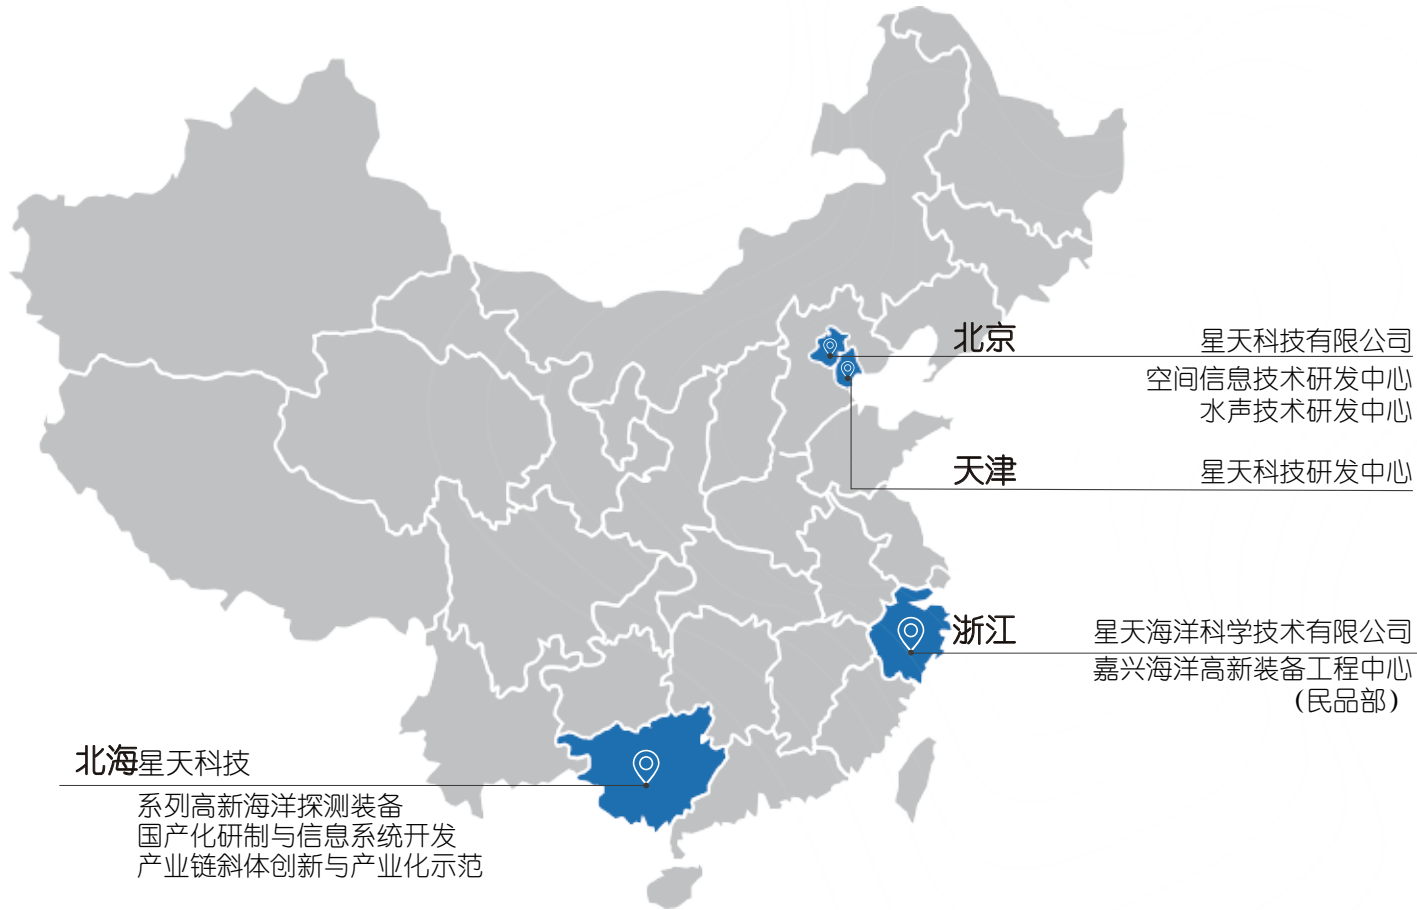 北京 星天科技有限公司
空间信息技术研发中心
水声技术研发中心
天津 星天科技研发中心
浙江 星天海洋科学技术有限公司
嘉兴海洋高新装备工程中心
(民品部)
北海星天科技
系列高新海洋探测装备
国产化研制与信息系统开发
产业链斜体创新与产业化示范